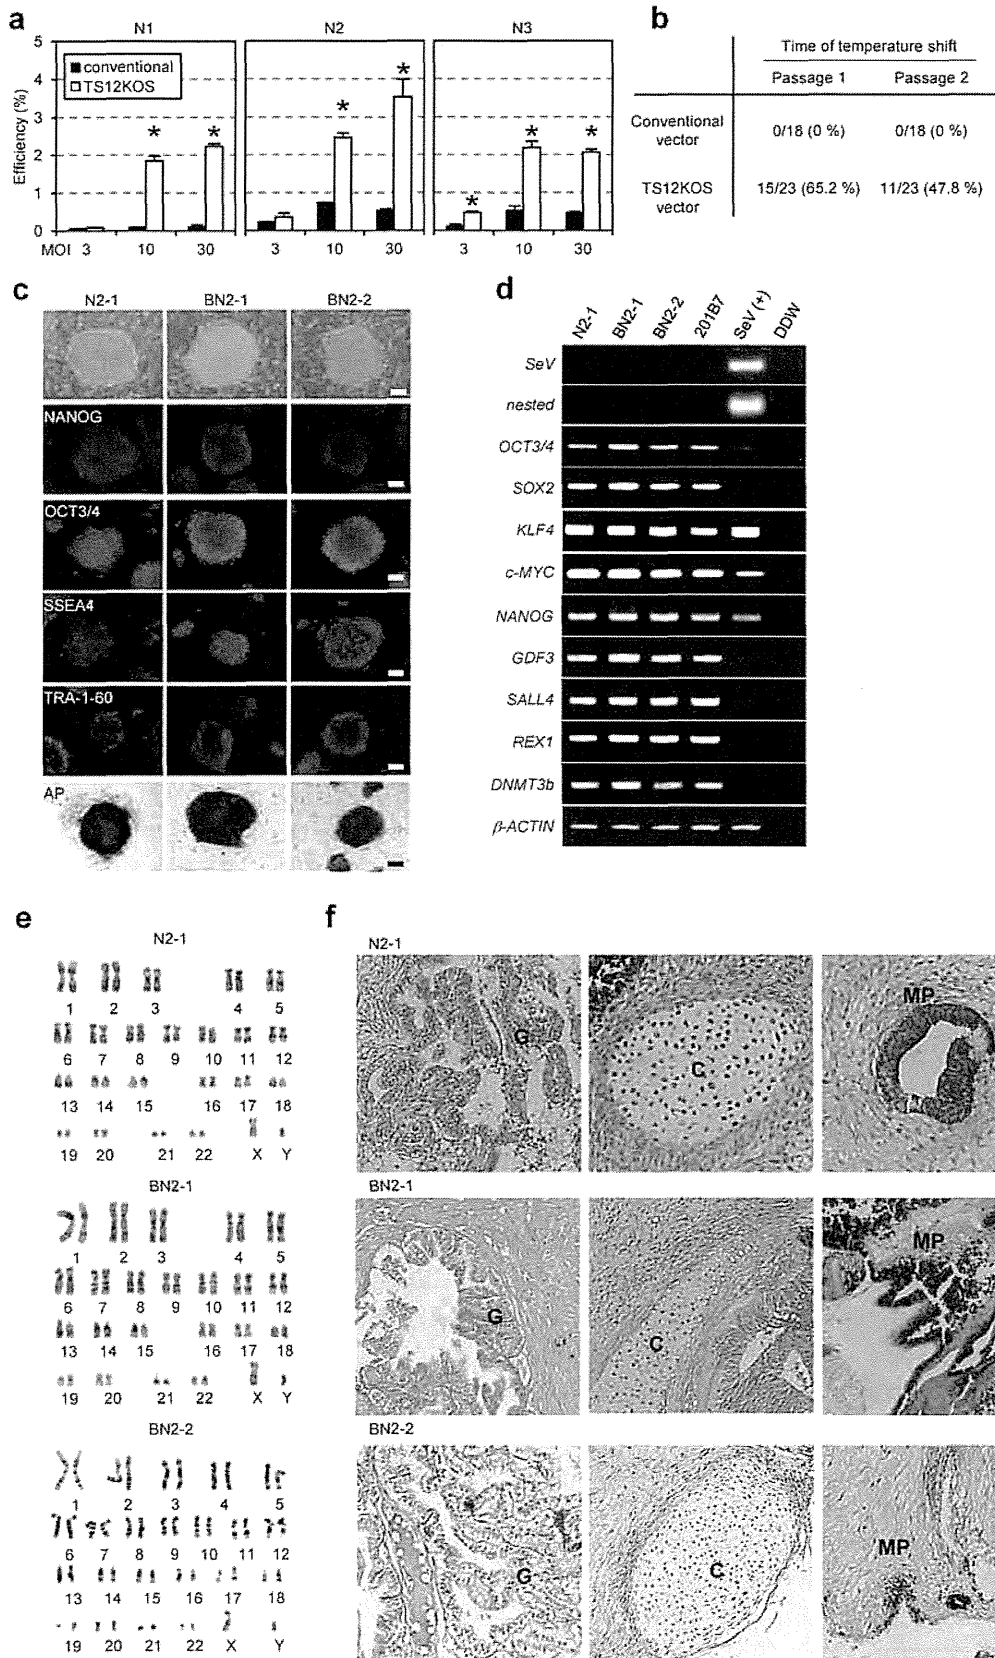 a
N1
N2
N3
5
4
3
2
1
0
Efficiency (%)
conventional
TS12KOS
*
*
*
*
*
*
*
MOI 3 10 30
3 10 30
3 10 30
b
Time of temperature shift
Passage 1 Passage 2
Conventional vector 0/18 (0 %) 0/18 (0 %)
TS12KOS vector 15/23 (65.2 %) 11/23 (47.8 %)
c
N2-1 BN2-1 BN2-2
NANOG
OCT3/4
SSEA4
TRA-1-60
AP
d
N2-1 BN2-1 BN2-2 201B7 SeV (+) DDW
SeV
nested
OCT3/4
SOX2
KLF4
c-MYC
NANOG
GDF3
SALL4
REX1
DNMT3b
β-ACTIN
e
N2-1
1 2 3 4 5
6 7 8 9 10 11 12
13 14 15 16 17 18
19 20 21 22 X Y
BN2-1
1 2 3 4 5
6 7 8 9 10 11 12
13 14 15 16 17 18
19 20 21 22 X Y
BN2-2
1 2 3 4 5
6 7 8 9 10 11 12
13 14 15 16 17 18
19 20 21 22 X Y
f
N2-1
G
C
MP
BN2-1
G
C
MP
BN2-2
G
C
MP